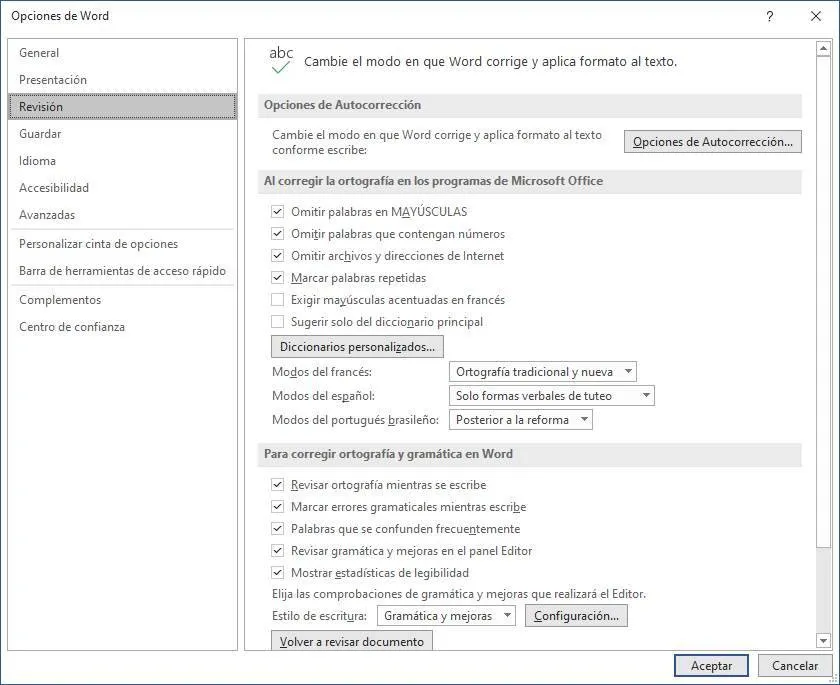 Opciones de Word
?
General
Presentación
Revisión
Guardar
Idioma
Accesibilidad
Avanzadas
Personalizar cinta de opciones
Barra de herramientas de acceso rápido
Complementos
Centro de confianza
abc
Cambie el modo en que Word corrige y aplica formato al texto.
Opciones de Autocorrección
Cambie el modo en que Word corrige y aplica formato al texto
conforme escribe:
Opciones de Autocorrección...
Al corregir la ortografía en los programas de Microsoft Office
Omitir palabras en MAYÚSCULAS
Omitir palabras que contengan números
Omitir archivos y direcciones de Internet
Marcar palabras repetidas
Exigir mayúsculas acentuadas en francés
Sugerir solo del diccionario principal
Diccionarios personalizados...
Modos del francés: Ortografía tradicional y nueva
Modos del español: Solo formas verbales de tuteo
Modos del portugués brasileño: Posterior a la reforma
Para corregir ortografía y gramática en Word
Revisar ortografía mientras se escribe
Marcar errores gramaticales mientras escribe
Palabras que se confunden frecuentemente
Revisar gramática y mejoras en el panel Editor
Mostrar estadísticas de legibilidad
Elija las comprobaciones de gramática y mejoras que realizará el Editor.
Estilo de escritura: Gramática y mejoras Configuración...
Volver a revisar documento
Aceptar Cancelar